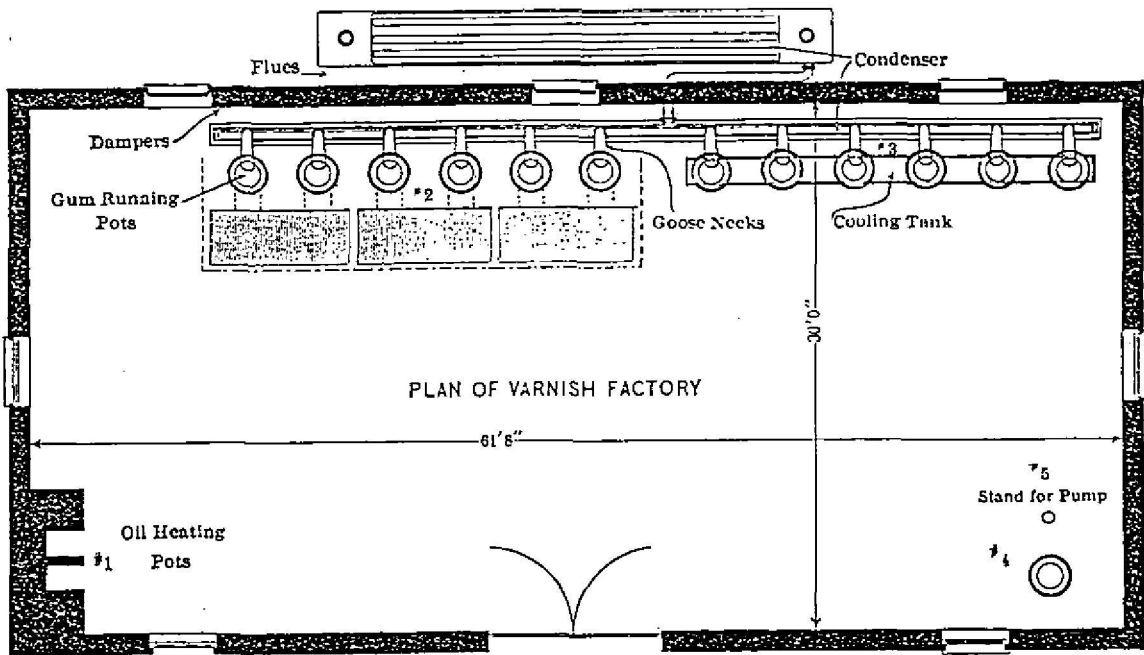 Flues
Condenser
Dampers
#3
Gum Running
Pots
#2
Goose Necks
Cooling Tank
30'0"
PLAN OF VARNISH FACTORY
61'8"
#5
Stand for Pump
Oil Heating
Pots
#1
#4